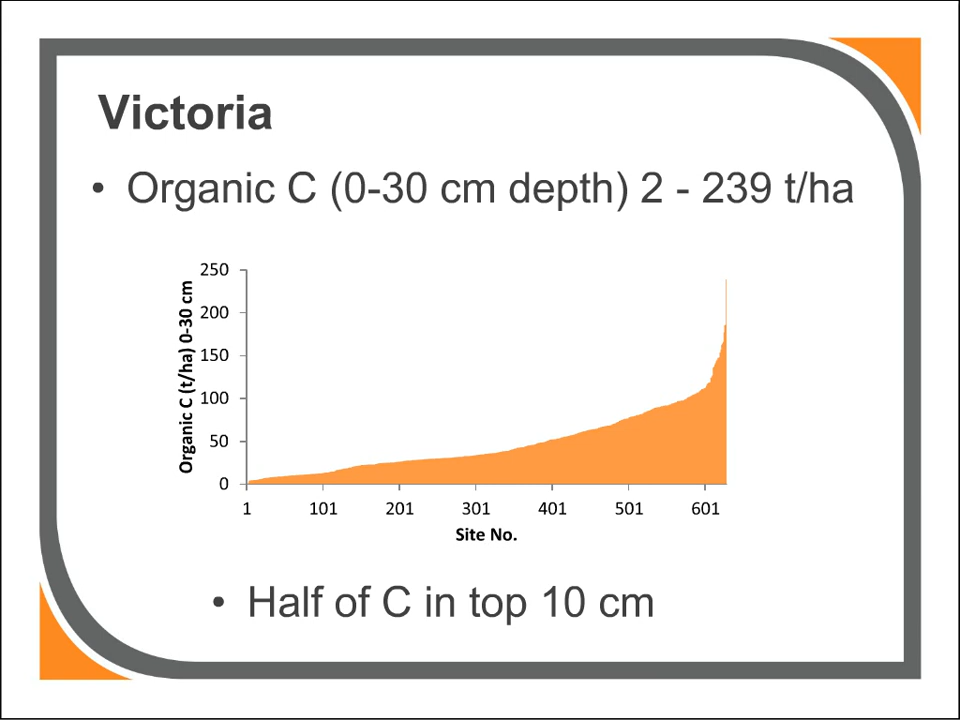 Victoria
• Organic C (0-30 cm depth) 2 - 239 t/ha
Organic C (t/ha) 0-30 cm
250
200
150
100
50
0
1 101 201 301 401 501 601
Site No.
• Half of C in top 10 cm